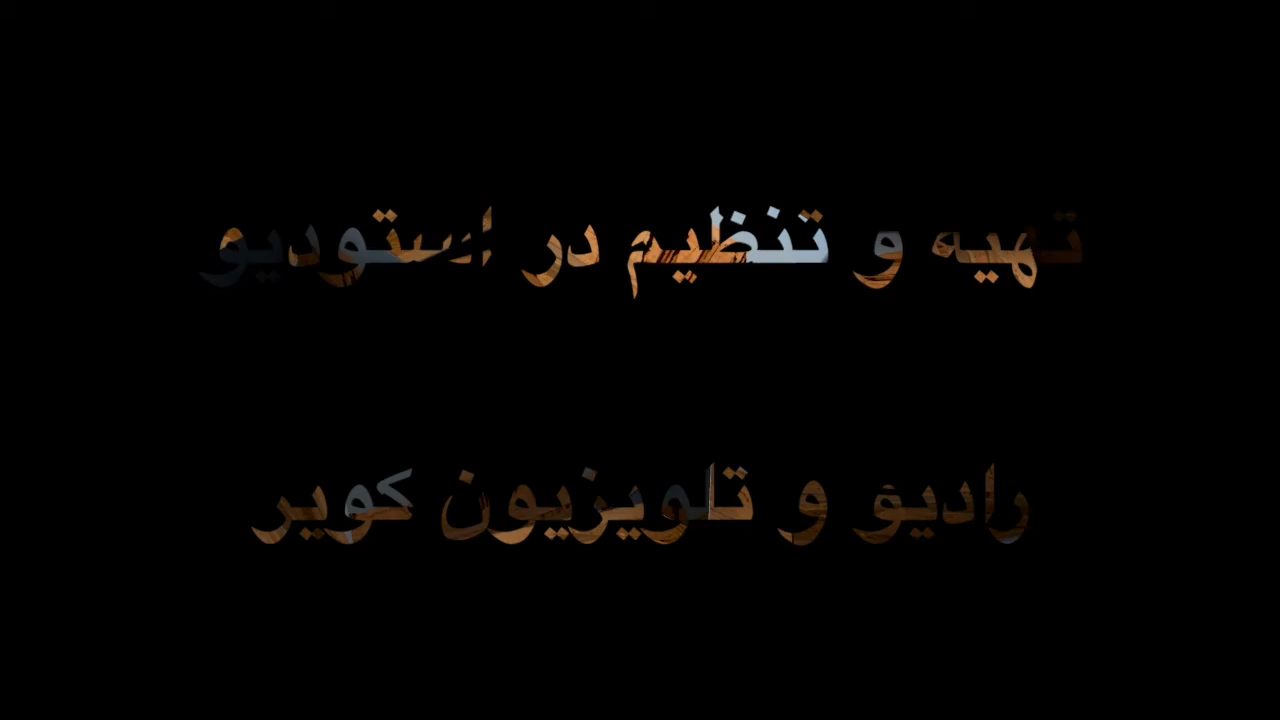 تهیه و تنظیم در استودیو
رادیو و تلویزیون کویر